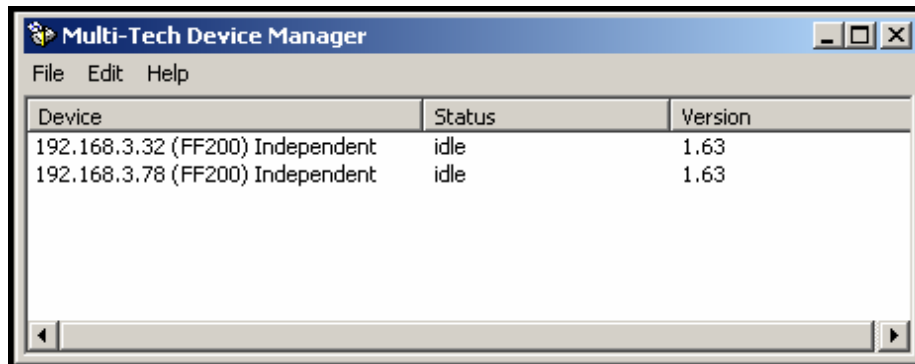 Multi-Tech Device Manager
File Edit Help
Device Status Version
192.168.3.32 (FF200) Independent idle 1.63
192.168.3.78 (FF200) Independent idle 1.63